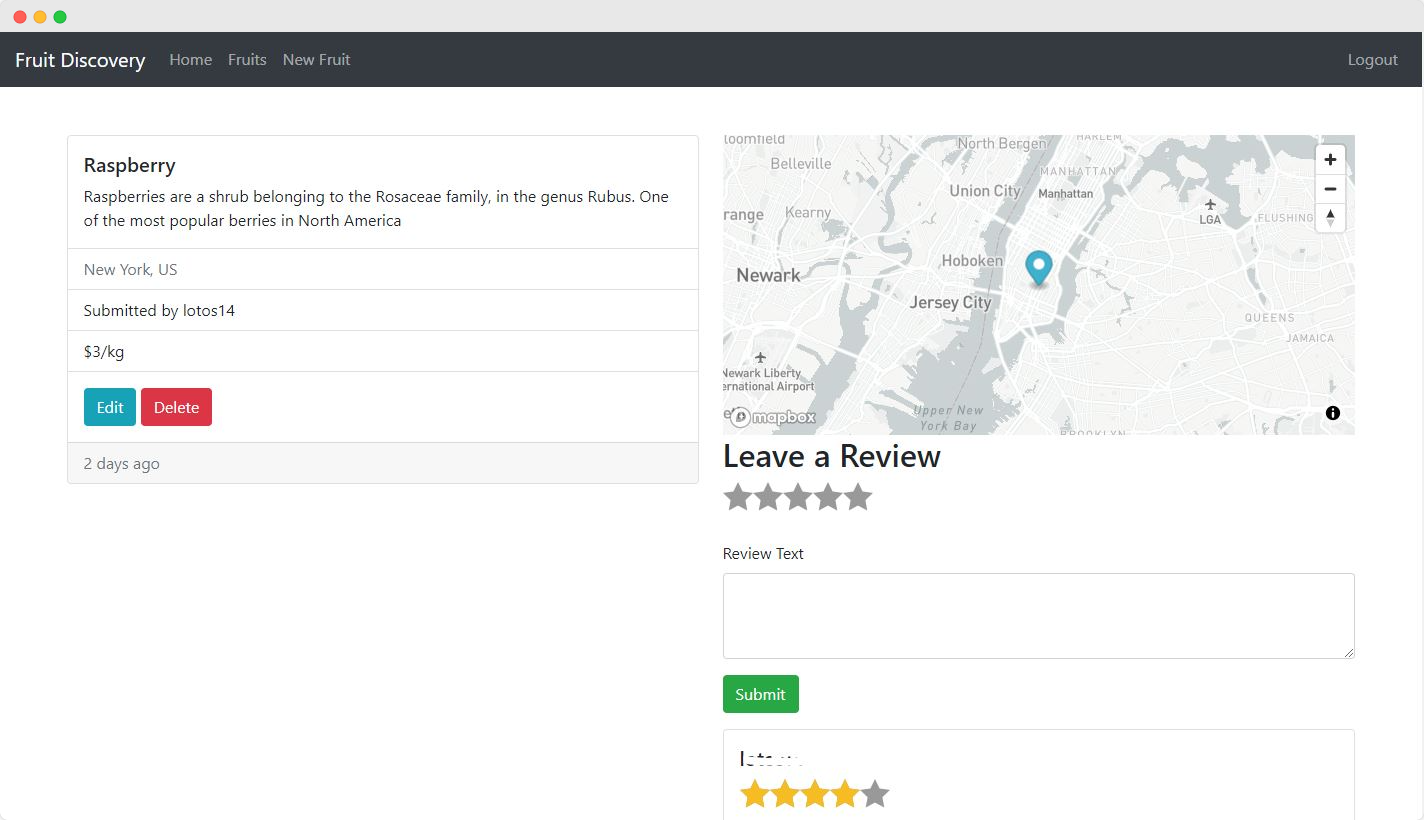 Fruit Discovery Home Fruits New Fruit Logout
Raspberry
Raspberries are a shrub belonging to the Rosaceae family, in the genus Rubus. One
of the most popular berries in North America
New York, US
Submitted by lotos14
$3/kg
Edit Delete
2 days ago
loomfield
North Bergen
HARLEM
Belleville
MANHATTAN
Union City
Manhattan
range
Kearny
LGA
FLUSHING
Hoboken
Newark
Jersey City
QUEENS
JAMAICA
Newark Liberty
ernational Airport
mapbox
Upper New
York Bay
BROOKLYN
Leave a Review
Review Text
Submit